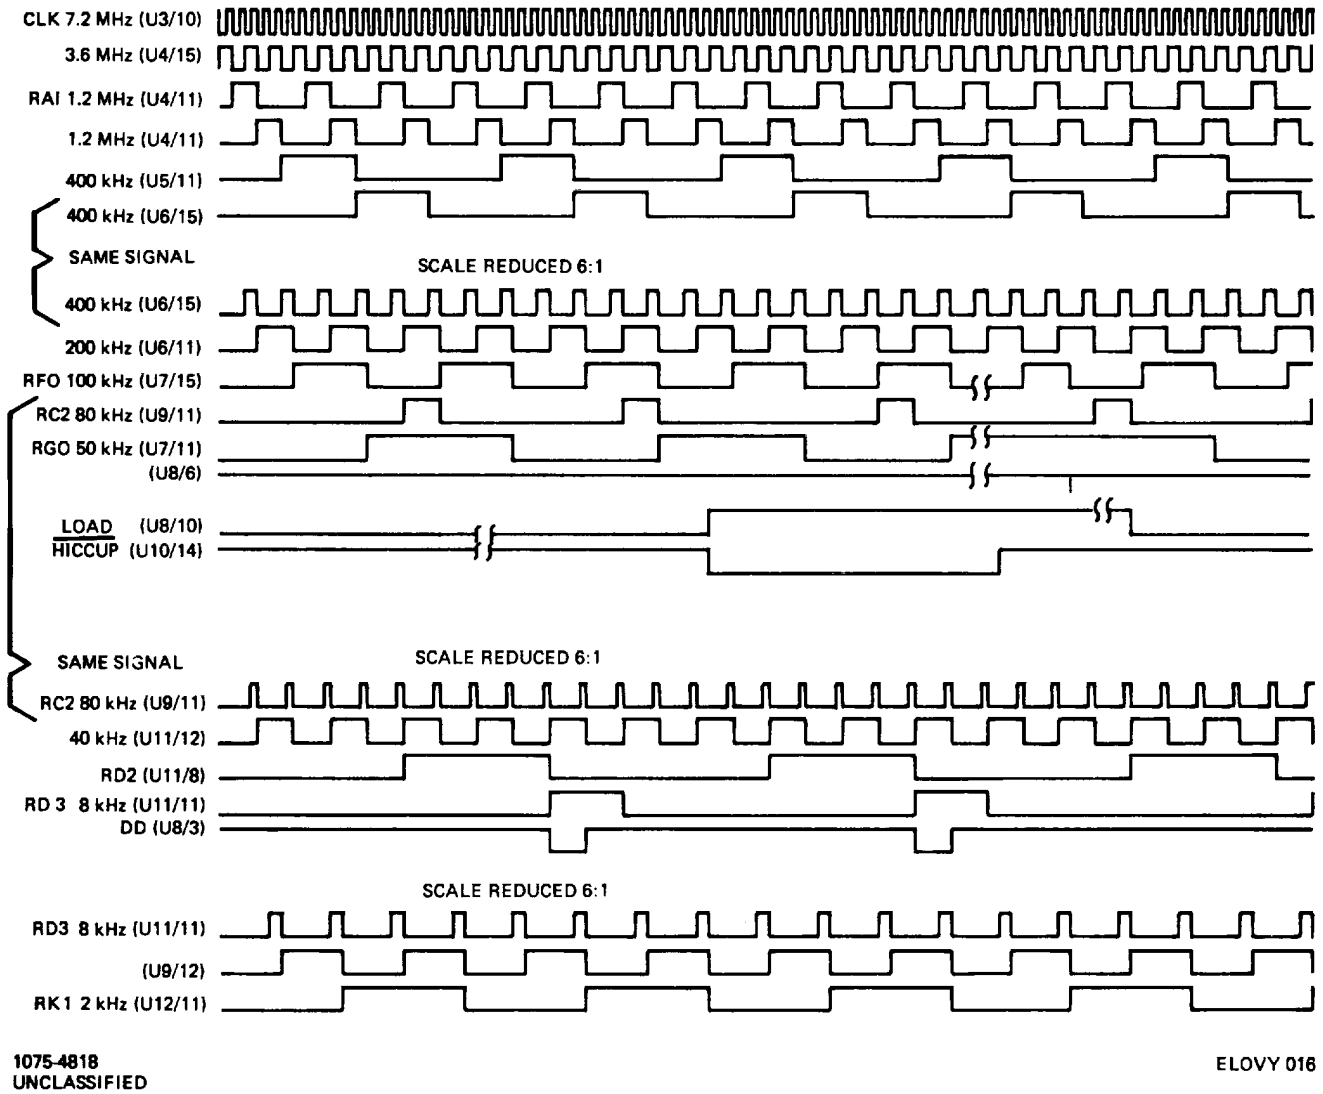 CLK 7.2 MHz (U3/10)
3.6 MHz (U4/15)
RAI 1.2 MHz (U4/11)
1.2 MHz (U4/11)
400 kHz (U5/11)
400 kHz (U6/15)
SAME SIGNAL
SCALE REDUCED 6:1
400 kHz (U6/15)
200 kHz (U6/11)
RFO 100 kHz (U7/15)
RC2 80 kHz (U9/11)
RGO 50 kHz (U7/11)
(U8/6)
LOAD (U8/10)
HICCUP (U10/14)
SCALE REDUCED 6:1
SAME SIGNAL
RC2 80 kHz (U9/11)
40 kHz (U11/12)
RD2 (U11/8)
RD 3 8 kHz (U11/11)
DD (U8/3)
SCALE REDUCED 6:1
RD3 8 kHz (U11/11)
(U9/12)
RK1 2 kHz (U12/11)
1075-4818
UNCLASSIFIED
ELOVY 016